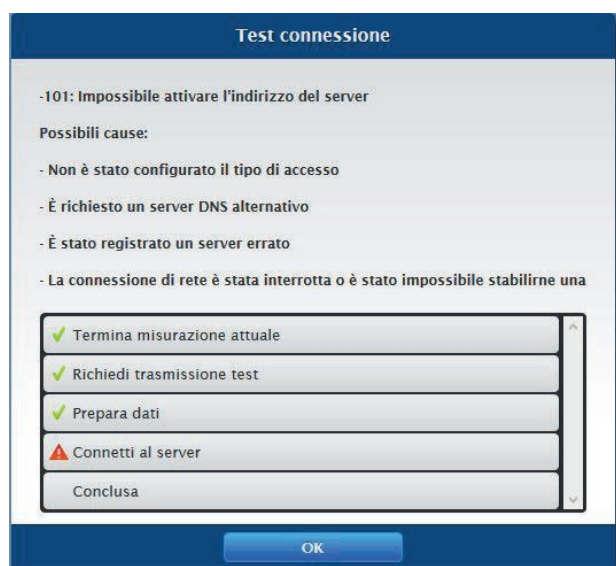 Test connessione
-101: Impossibile attivare l'indirizzo del server
Possibili cause:
- Non è stato configurato il tipo di accesso
- È richiesto un server DNS alternativo
- È stato registrato un server errato
- La connessione di rete è stata interrotta o è stato impossibile stabilirne una
Termina misurazione attuale
Richiedi trasmissione test
Prepara dati
Connetti al server
Conclusa
OK